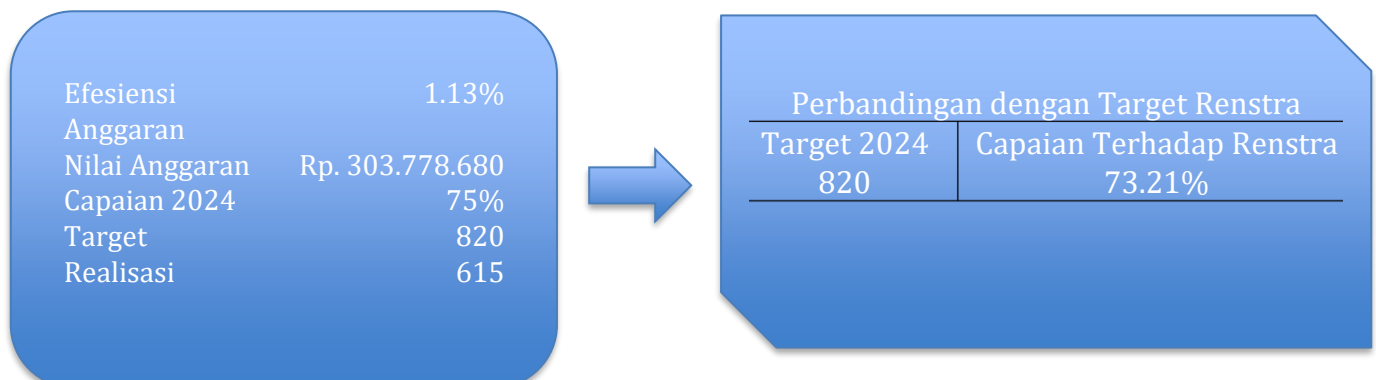 Efesiensi 1.13%
Anggaran
Nilai Anggaran Rp. 303.778.680
Capaian 2024 75%
Target 820
Realisasi 615
Perbandingan dengan Target Renstra
Target 2024 Capaian Terhadap Renstra
820 73.21%